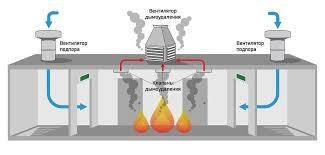 Вентилятор
дымоудаления
Вентилятор
подпора
Вентилятор
подпора
Клапаны
дымоудаления